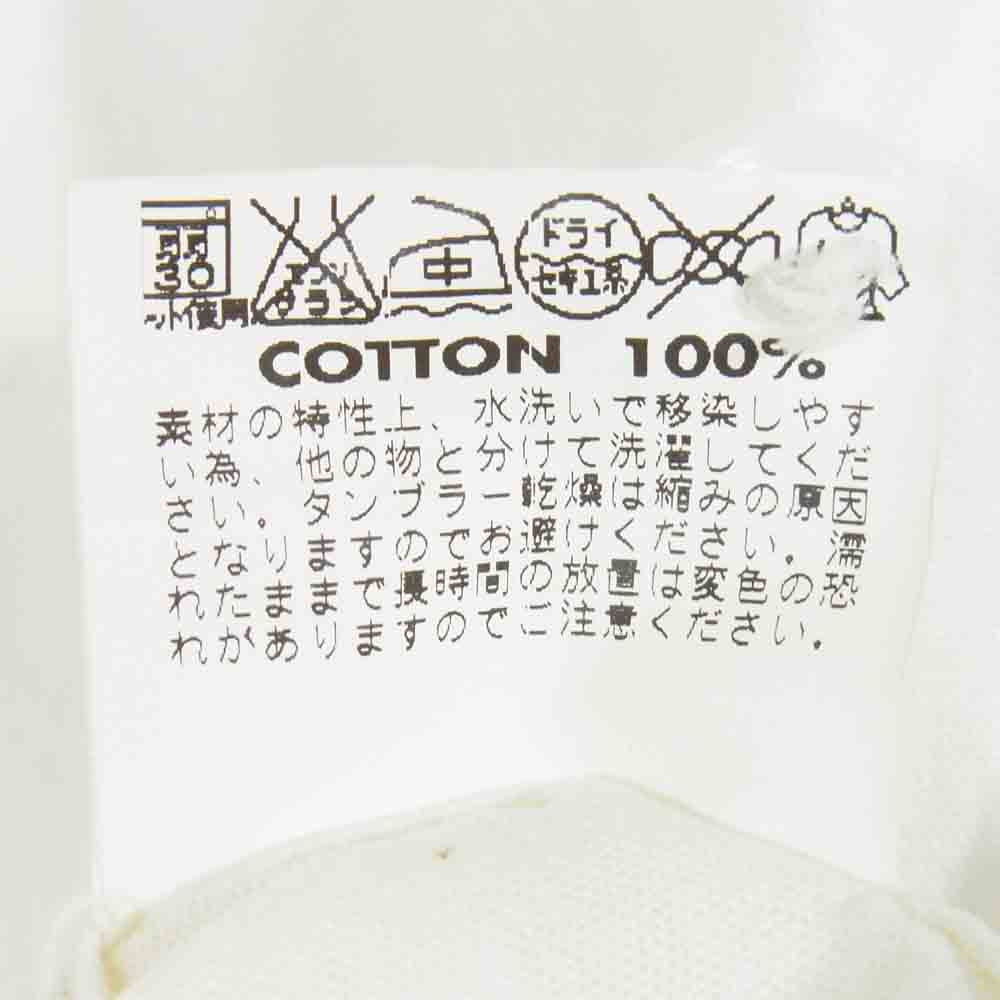 弱
30
ット使用
エンソ
サラシ
中
ドライ
セキユ系
COTTON 100%
素材の特性上、水洗いで移染しやす
い為、他の物と分けて洗濯してくだ
さい。タンブラー乾燥は縮みの原因
となりますのでお避けください。濡
れたままで長時間の放置は変色の恐
れがありますのでご注意ください。